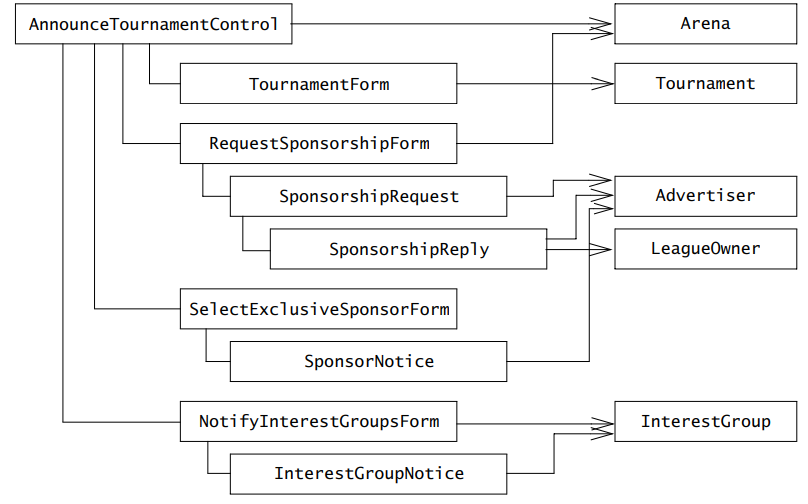 AnnounceTournamentControl
Arena
TournamentForm
Tournament
RequestSponsorshipForm
SponsorshipRequest
Advertiser
SponsorshipReply
LeagueOwner
SelectExclusiveSponsorForm
SponsorNotice
NotifyInterestGroupsForm
InterestGroup
InterestGroupNotice